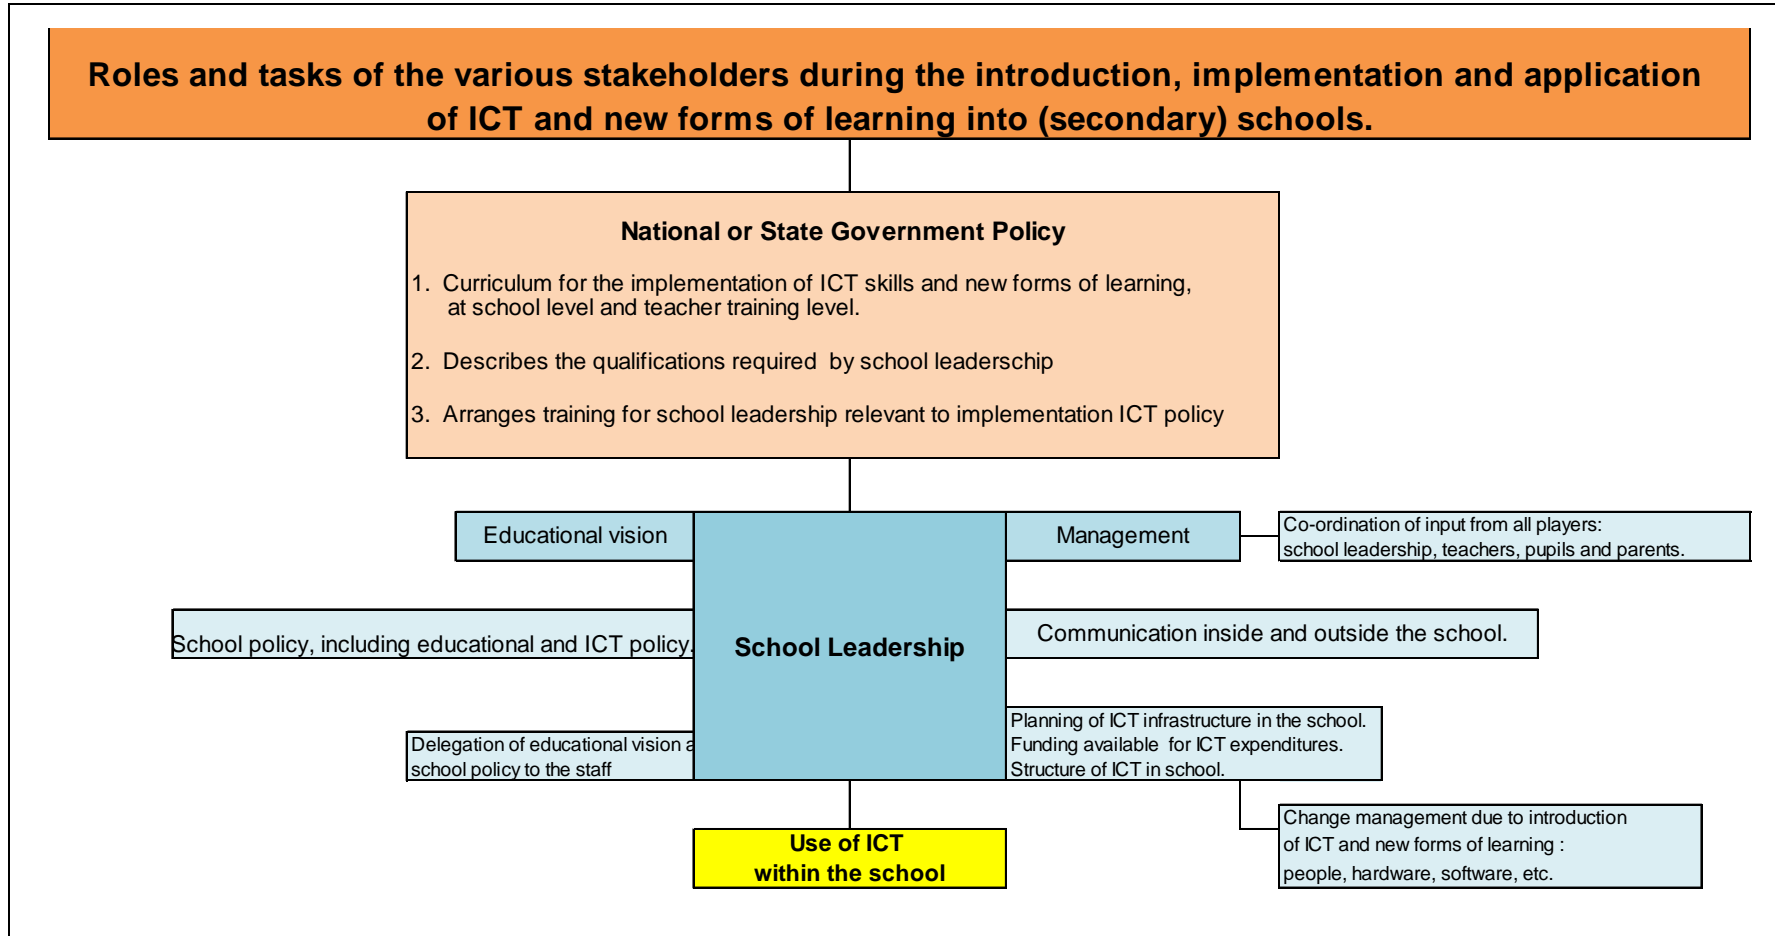 Roles and tasks of the various stakeholders during the introduction, implementation and application
of ICT and new forms of learning into (secondary) schools.
National or State Government Policy
1. Curriculum for the implementation of ICT skills and new forms of learning,
at school level and teacher training level.
2. Describes the qualifications required by school leaderschip
3. Arranges training for school leadership relevant to implementation ICT policy
Educational vision
Management
Co-ordination of input from all players:
school leadership, teachers, pupils and parents.
School policy, including educational and ICT policy.
School Leadership
Communication inside and outside the school.
Delegation of educational vision a
school policy to the staff
Planning of ICT infrastructure in the school.
Funding available for ICT expenditures.
Structure of ICT in school.
Use of ICT
within the school
Change management due to introduction
of ICT and new forms of learning :
people, hardware, software, etc.